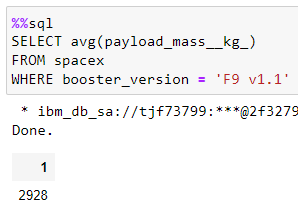 %%sql
SELECT avg(payload_mass__kg_)
FROM spacex
WHERE booster_version = 'F9 v1.1'
* ibm_db_sa://tjf73799:***@2f3279
Done.
1
2928